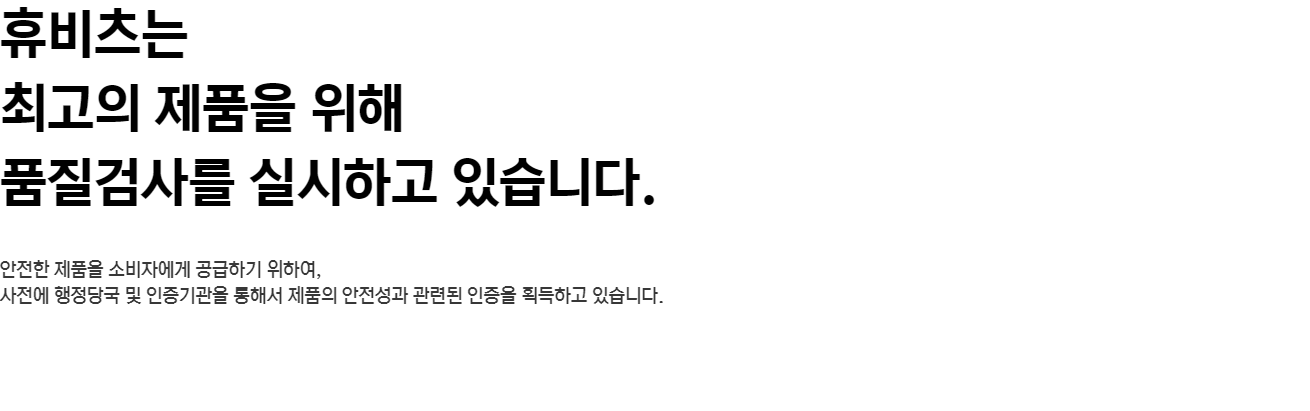 휴비츠는
최고의 제품을 위해
품질검사를 실시하고 있습니다.
안전한 제품을 소비자에게 공급하기 위하여,
사전에 행정당국 및 인증기관을 통해서 제품의 안전성과 관련된 인증을 획득하고 있습니다.